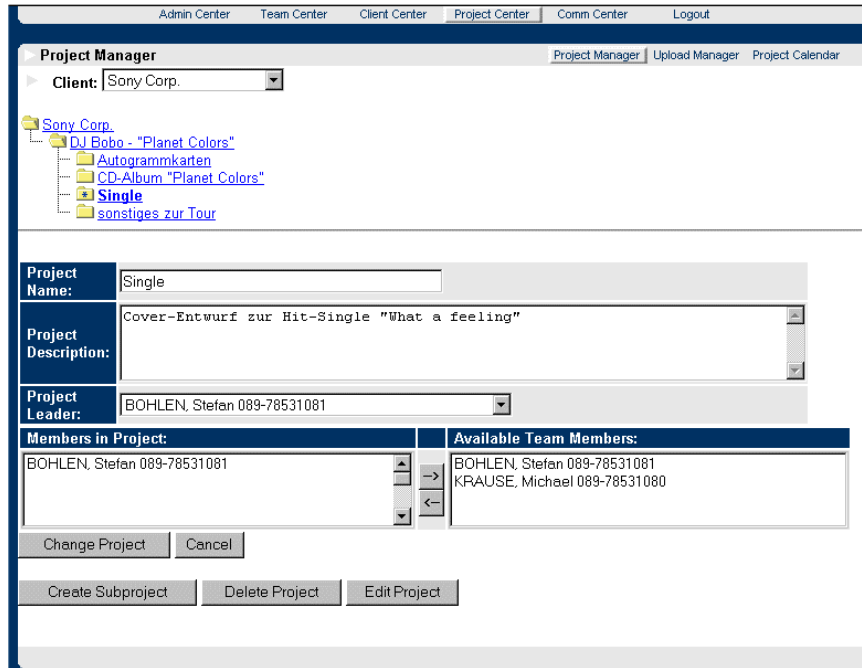 Admin Center Team Center Client Center Project Center Comm Center Logout
Project Manager Project Manager Upload Manager Project Calendar
Client: Sony Corp.
Sony Corp.
DJ Bobo - "Planet Colors"
Autogrammkarten
CD-Album "Planet Colors"
* Single
sonstiges zur Tour
Project Name: Single
Project Description: Cover-Entwurf zur Hit-Single "What a feeling"
Project Leader: BOHLEN, Stefan 089-78531081
Members in Project: Available Team Members:
BOHLEN, Stefan 089-78531081 --> BOHLEN, Stefan 089-78531081
<-- KRAUSE, Michael 089-78531080
Change Project Cancel
Create Subproject Delete Project Edit Project